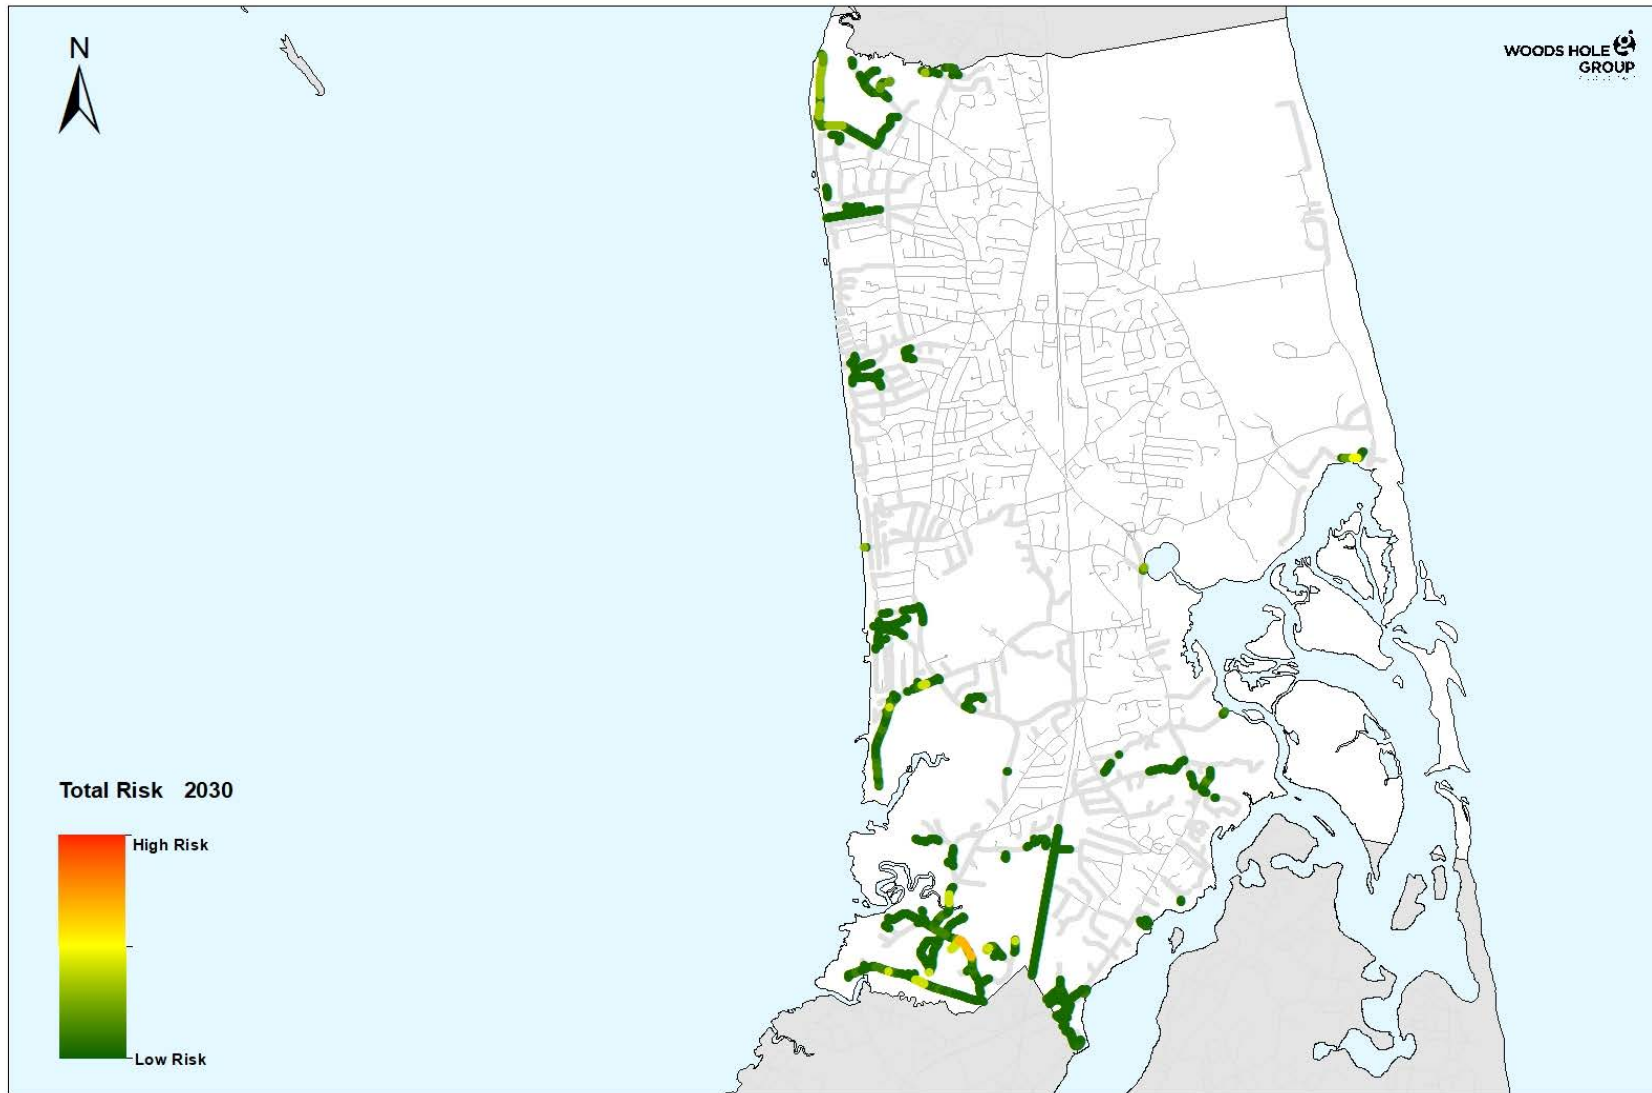 N
WOODS HOLE
GROUP
Total Risk 2030
High Risk
Low Risk